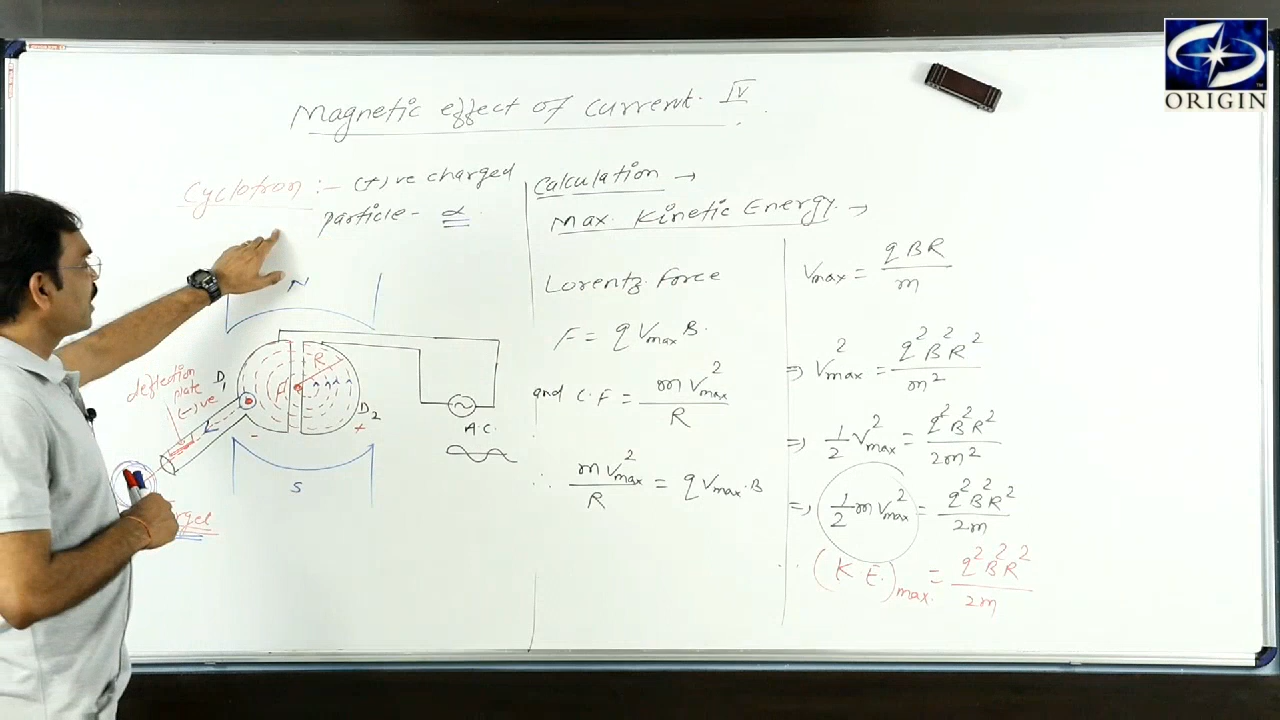 ORIGIN
Magnetic effect of current. IV
Cyclotron :- (+)ve charged
particle - α
N
D₁
R
D₂
+
-
deflection
plate
(-)ve
A.C.
S
Calculation →
Max. Kinetic Energy →
Lorentz force
F = q Vmax B.
and C.F = m V²max / R
∴ m V²max / R = q Vmax.B
Vmax = qBR / m
⇒ V²max = q²B²R² / m²
⇒ 1/2 V²max = q²B²R² / 2m²
⇒ 1/2 m V²max = q²B²R² / 2m
∴ (K.E.)max. = q²B²R² / 2m